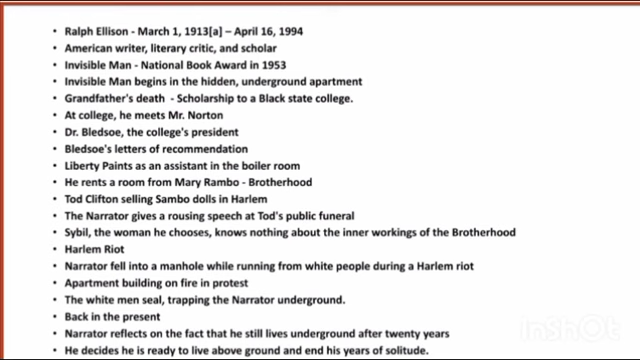 • Ralph Ellison - March 1, 1913[a] – April 16, 1994
• American writer, literary critic, and scholar
• Invisible Man - National Book Award in 1953
• Invisible Man begins in the hidden, underground apartment
• Grandfather's death  - Scholarship to a Black state college.
• At college, he meets Mr. Norton
• Dr. Bledsoe, the college's president
• Bledsoe's letters of recommendation
• Liberty Paints as an assistant in the boiler room
• He rents a room from Mary Rambo - Brotherhood
• Tod Clifton selling Sambo dolls in Harlem
• The Narrator gives a rousing speech at Tod's public funeral
• Sybil, the woman he chooses, knows nothing about the inner workings of the Brotherhood
• Harlem Riot
• Narrator fell into a manhole while running from white people during a Harlem riot
• Apartment building on fire in protest
• The white men seal, trapping the Narrator underground.
• Back in the present
• Narrator reflects on the fact that he still lives underground after twenty years
• He decides he is ready to live above ground and end his years of solitude.
InShOt